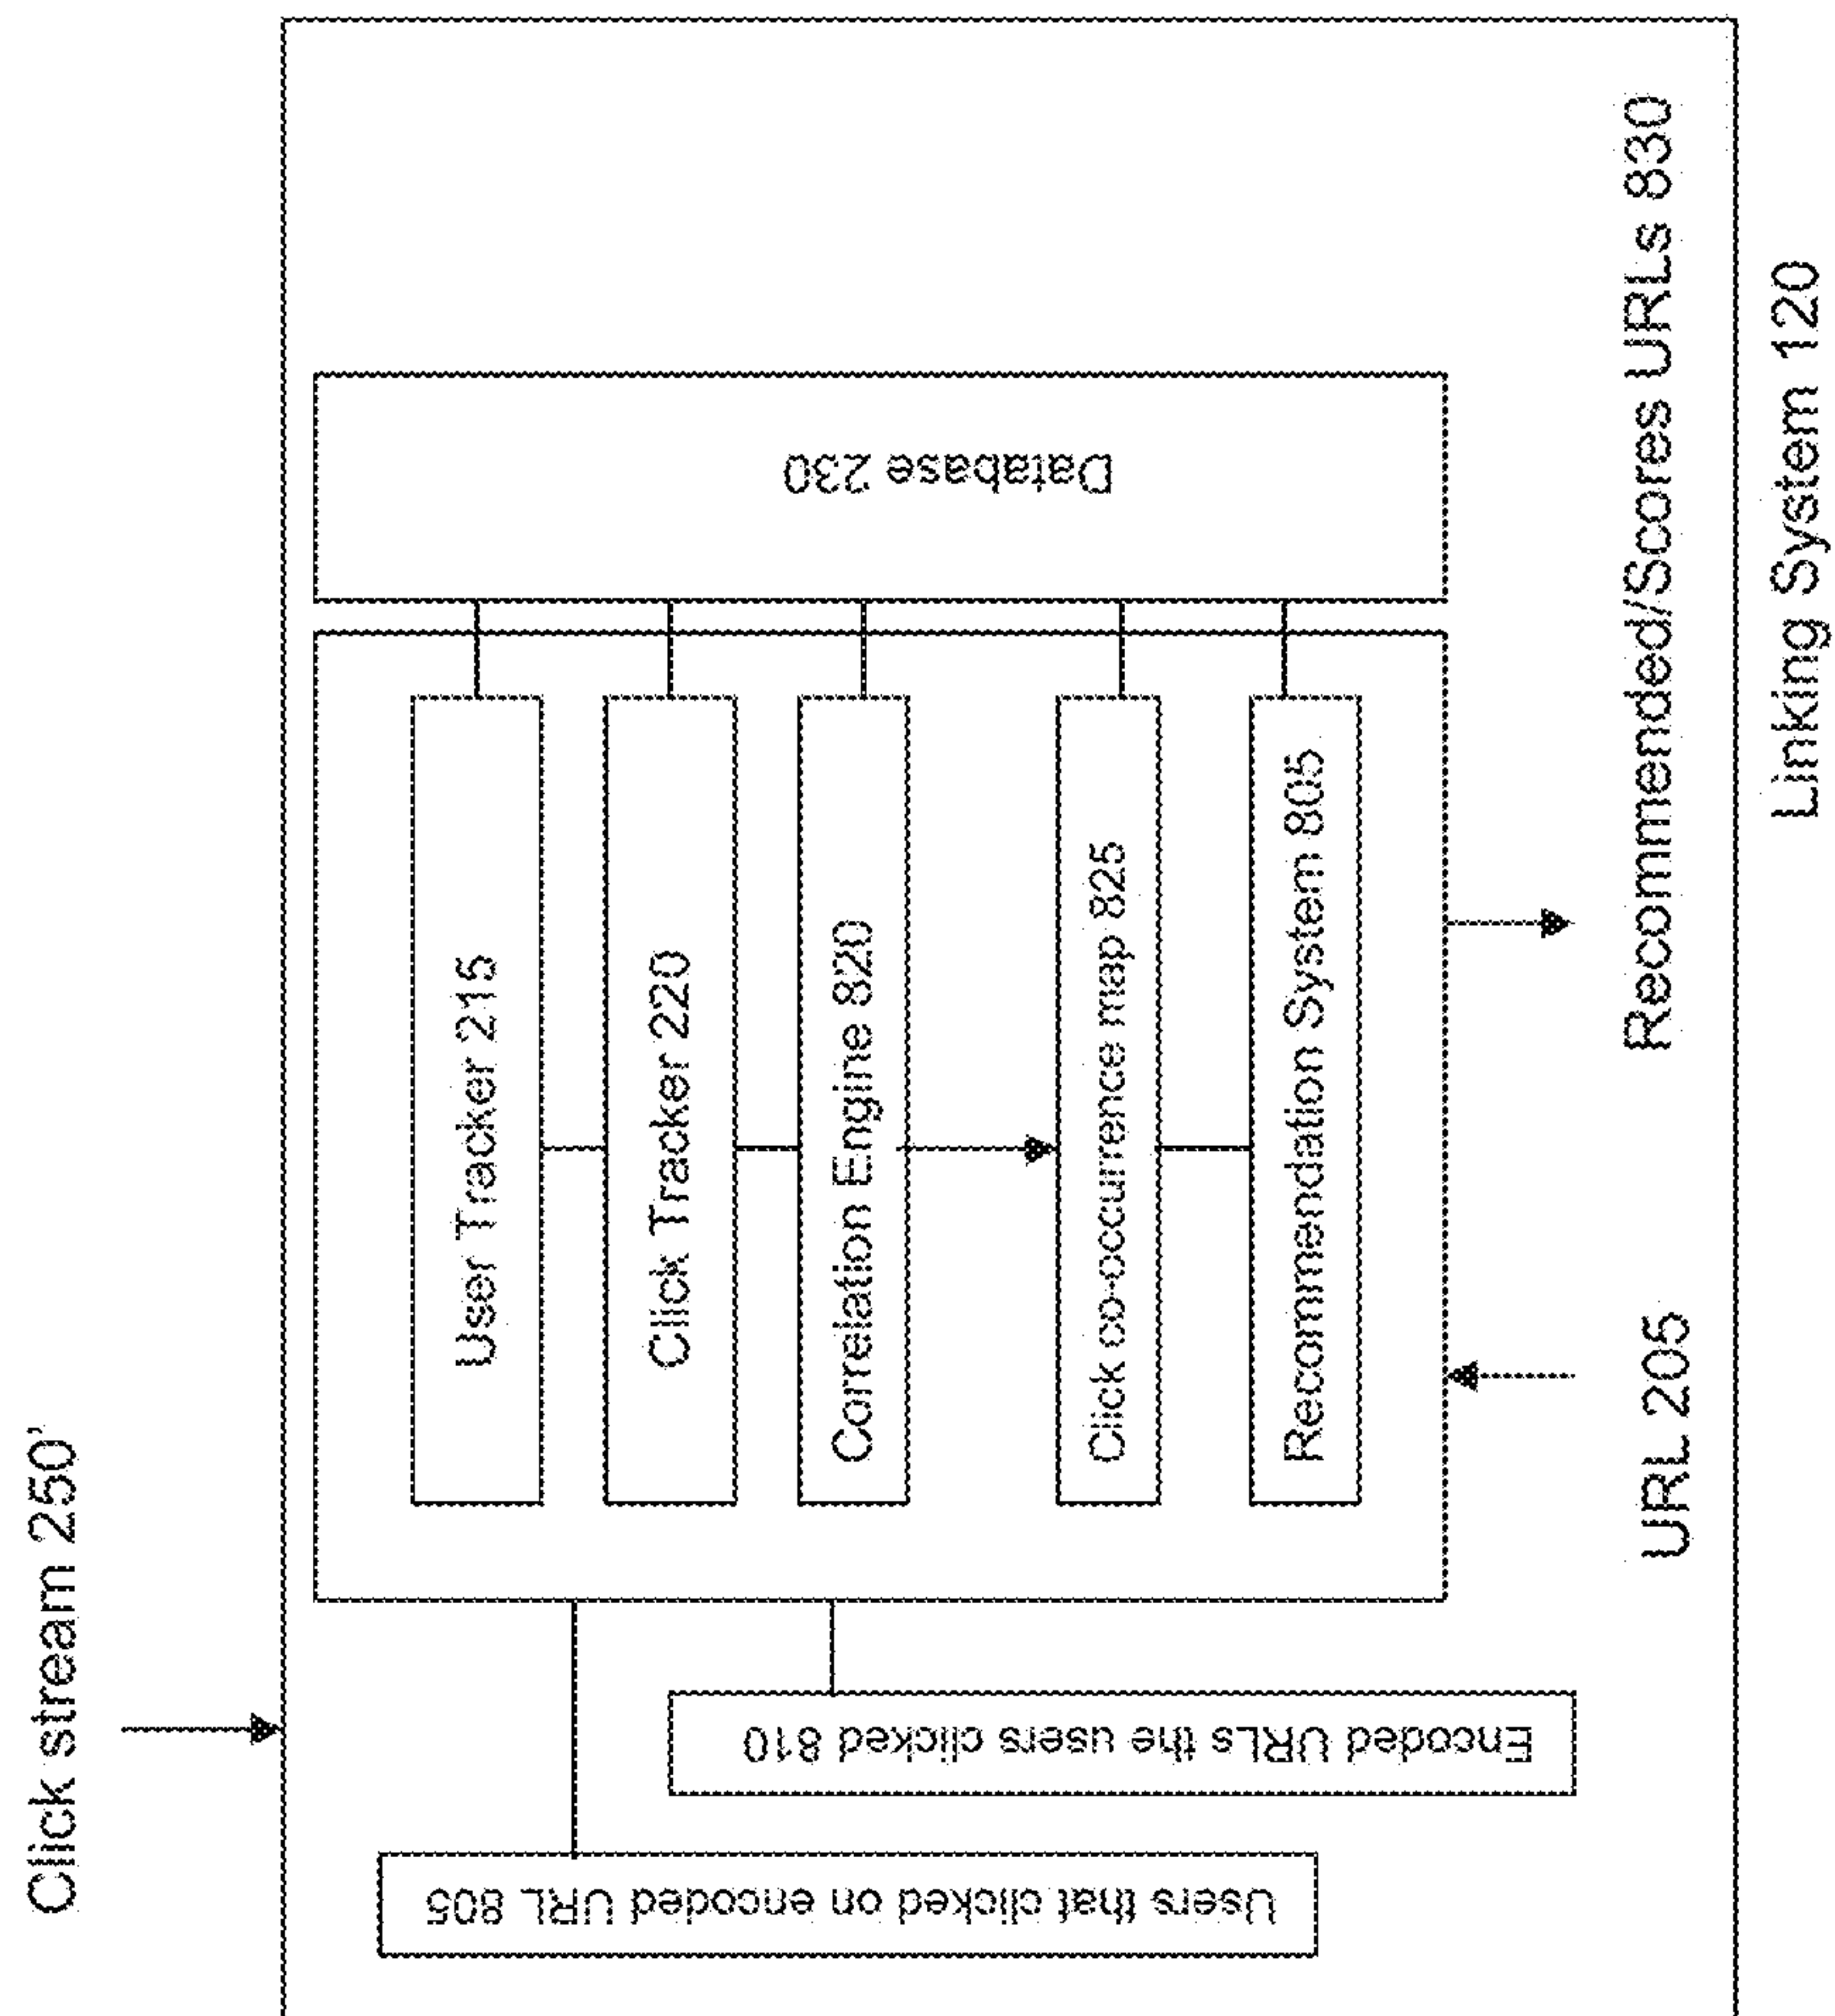 Click stream 250'
Users that clicked on encoded URL 805
Encoded URLs the users clicked 810
User Tracker 215
Click Tracker 220
Correlation Engine 820
Click co-occurrence map 825
Recommendation System 805
Database 230
URL 205
Recommended/Scores URLs 830
Linking System 120